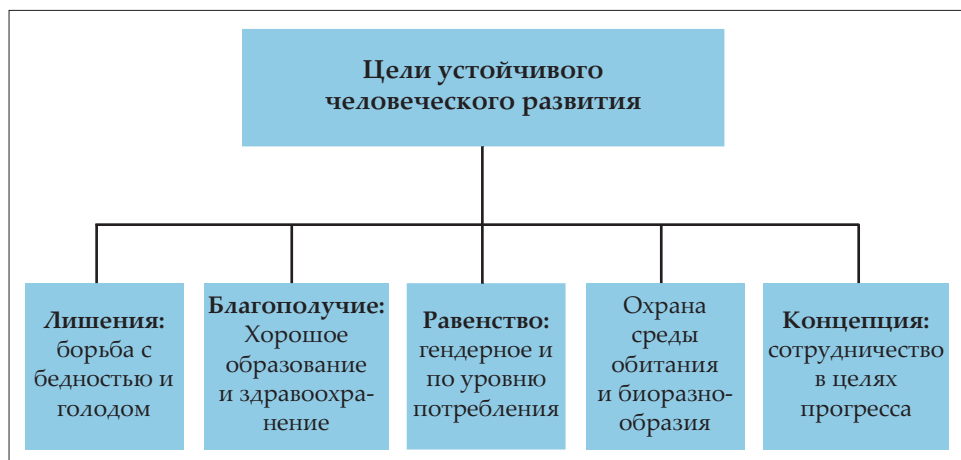 Цели устойчивого
человеческого развития
Лишения:
борьба с
бедностью и
голодом
Благополучие:
Хорошое
образование
и здравоохра-
нение
Равенство:
гендерное и
по уровню
потребления
Охрана
среды
обитания
и биоразно-
образия
Концепция:
сотрудничество
в целях
прогресса